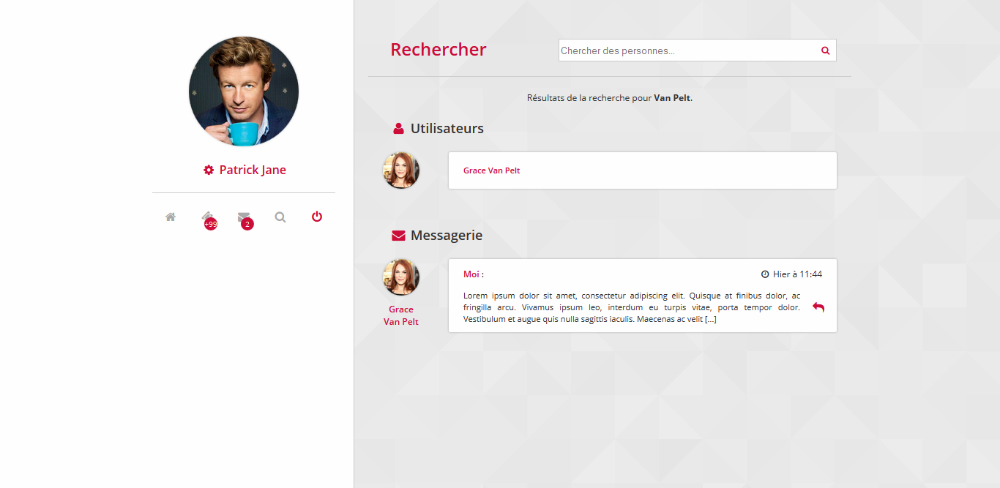 Patrick Jane
+99
2
Rechercher
Chercher des personnes...
Résultats de la recherche pour Van Pelt.
Utilisateurs
Grace Van Pelt
Messagerie
Grace
Van Pelt
Moi :
Hier à 11:44
Lorem ipsum dolor sit amet, consectetur adipiscing elit. Quisque at finibus dolor, ac
fringilla arcu. Vivamus ipsum leo, interdum eu turpis vitae, porta tempor dolor.
Vestibulum et augue quis nulla sagittis iaculis. Maecenas ac velit [...]